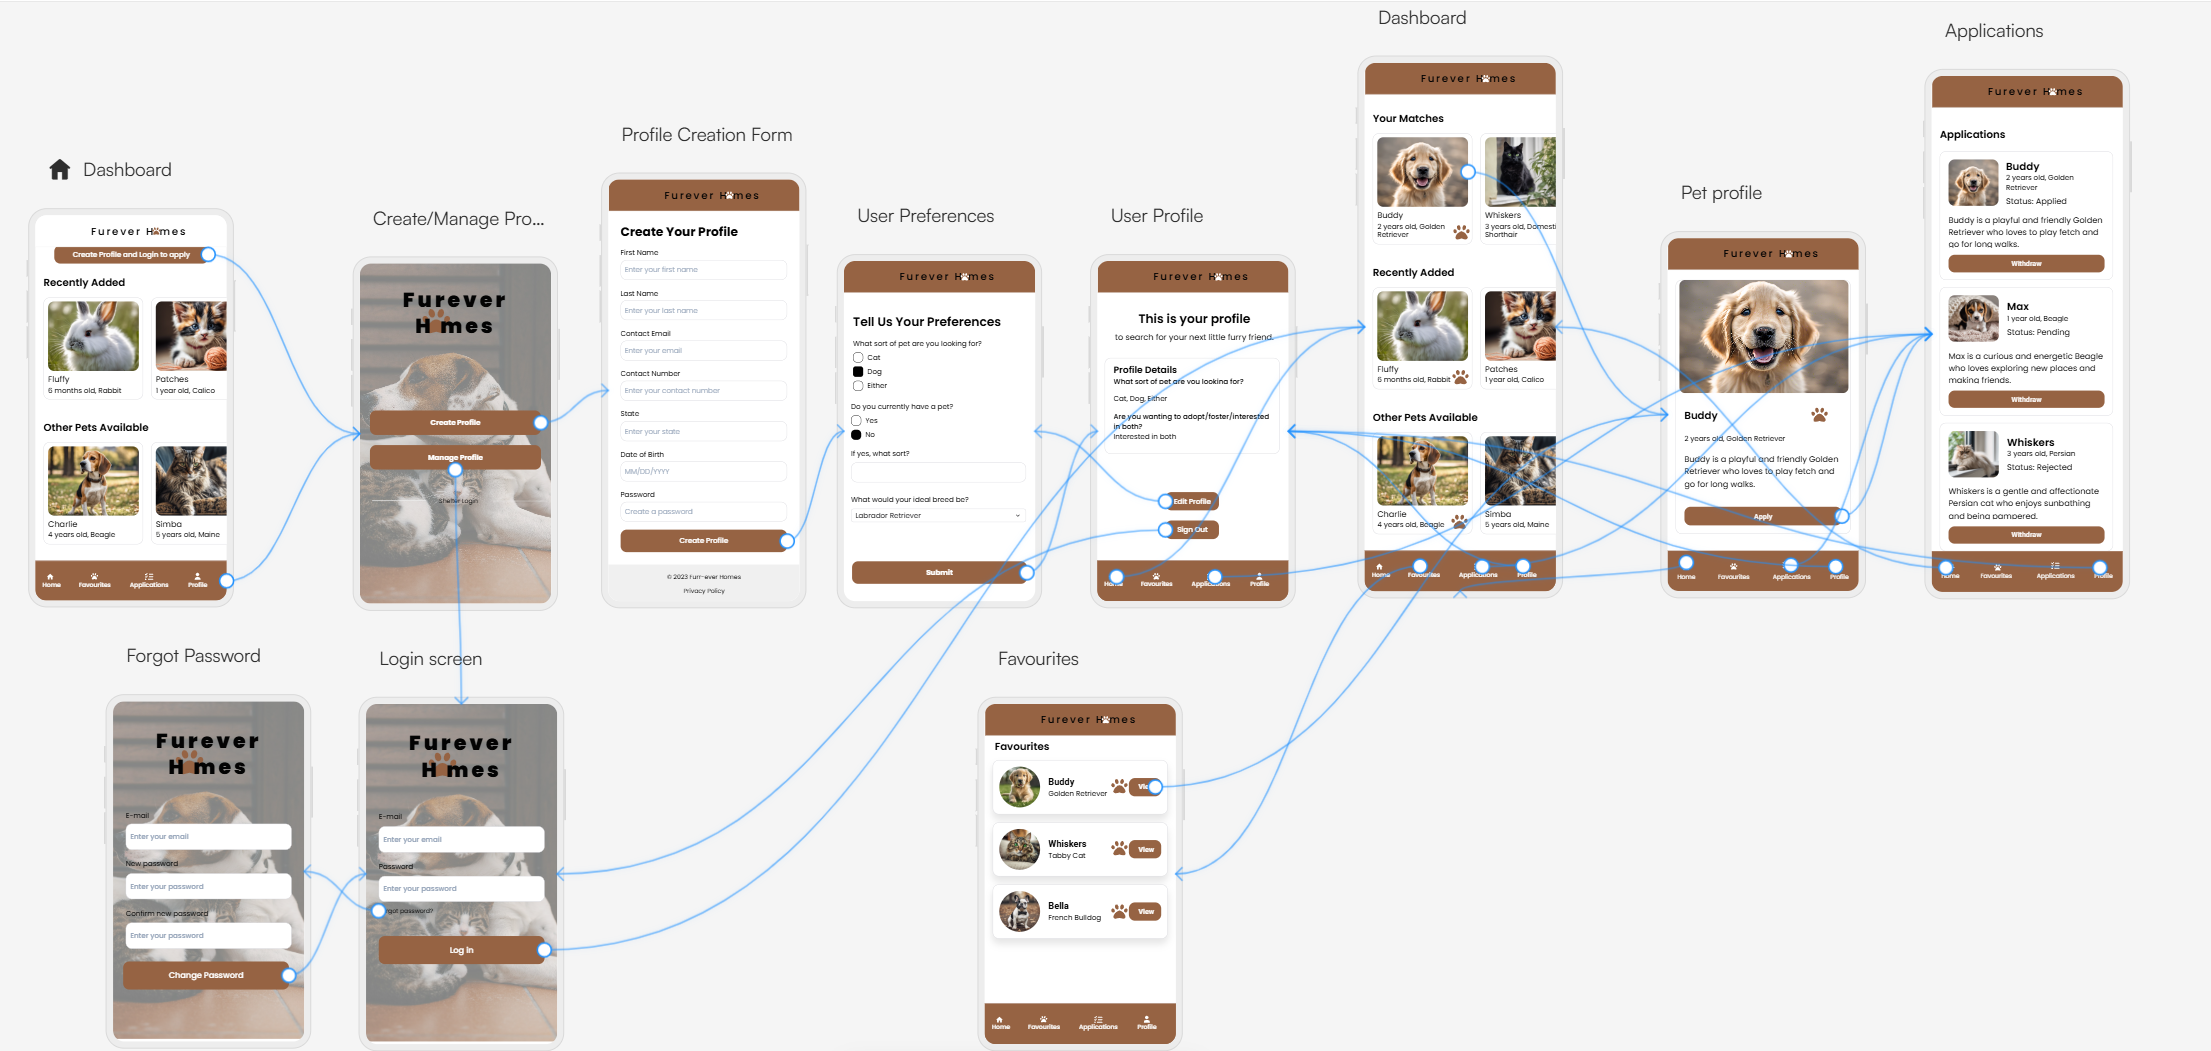 Dashboard
Furever Homes
Create Profile and Login to apply
Recently Added
Fluffy
6 months old, Rabbit
Patches
1 year old, Calico
Other Pets Available
Charlie
4 years old, Beagle
Simba
5 years old, Maine
Home
Favourites
Applications
Profile
Create/Manage Pro...
Furever
Homes
Create Profile
Manage Profile
Shelter Login
Profile Creation Form
Furever Homes
Create Your Profile
First Name
Enter your first name
Last Name
Enter your last name
Contact Email
Enter your email
Contact Number
Enter your contact number
State
Enter your state
Date of Birth
MM/DD/YYYY
Password
Create a password
Create Profile
© 2023 Furr-ever Homes
Privacy Policy
User Preferences
Furever Homes
Tell Us Your Preferences
What sort of pet are you looking for?
Cat
Dog
Either
Do you currently have a pet?
Yes
No
If yes, what sort?
What would your ideal breed be?
Labrador Retriever
Submit
User Profile
Furever Homes
This is your profile
to search for your next little furry friend.
Profile Details
What sort of pet are you looking for?
Cat, Dog, Either
Are you wanting to adopt/foster/interested
in both?
Interested in both
Edit Profile
Sign Out
Home
Favourites
Applications
Profile
Dashboard
Furever Homes
Your Matches
Buddy
2 years old, Golden
Retriever
Whiskers
3 years old, Domesti
Shorthair
Recently Added
Fluffy
6 months old, Rabbit
Patches
1 year old, Calico
Other Pets Available
Charlie
4 years old, Beagle
Simba
5 years old, Maine
Home
Favourites
Applications
Profile
Pet profile
Furever Homes
Buddy
2 years old, Golden Retriever
Buddy is a playful and friendly Golden
Retriever who loves to play fetch and
go for long walks.
Apply
Home
Favourites
Applications
Profile
Applications
Furever Homes
Applications
Buddy
2 years old, Golden
Retriever
Status: Applied
Buddy is a playful and friendly Golden
Retriever who loves to play fetch and
go for long walks.
Withdraw
Max
1 year old, Beagle
Status: Pending
Max is a curious and energetic Beagle
who loves exploring new places and
making friends.
Withdraw
Whiskers
3 years old, Persian
Status: Rejected
Whiskers is a gentle and affectionate
Persian cat who enjoys sunbathing
and being pampered.
Withdraw
Home
Favourites
Applications
Profile
Forgot Password
Furever
Homes
E-mail
Enter your email
New password
Enter your password
Confirm new password
Enter your password
Change Password
Login screen
Furever
Homes
E-mail
Enter your email
Password
Enter your password
Forgot password?
Log In
Favourites
Furever Homes
Favourites
Buddy
Golden Retriever
View
Whiskers
Tabby Cat
View
Bella
French Bulldog
View
Home
Favourites
Applications
Profile